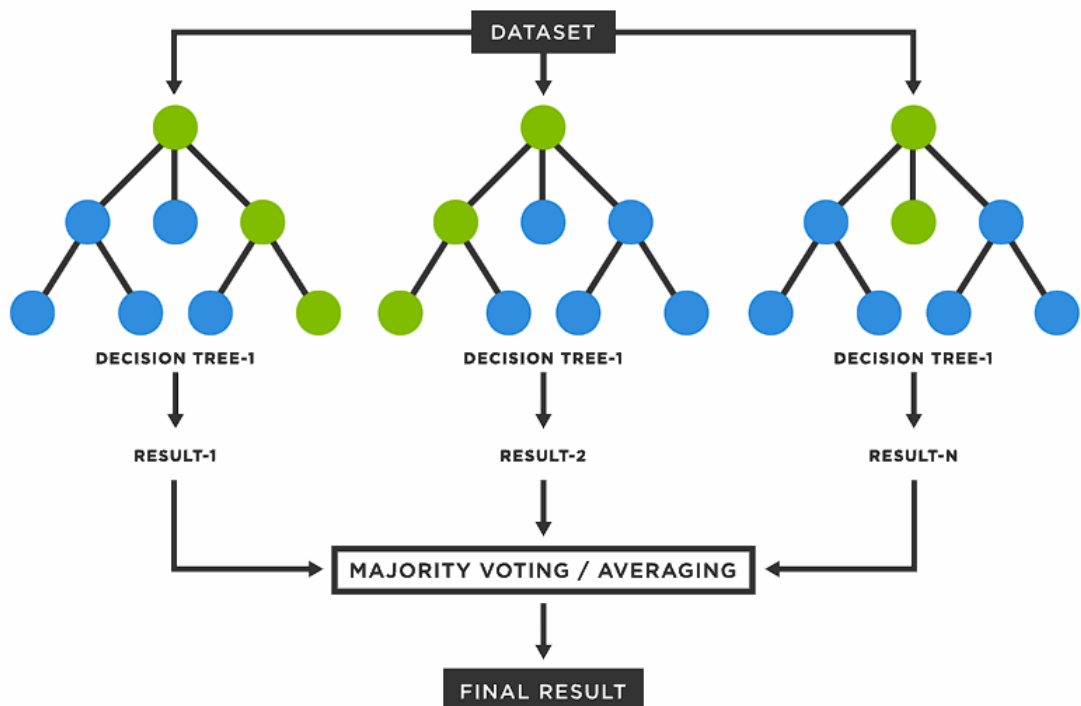 DATASET
DECISION TREE-1
DECISION TREE-1
DECISION TREE-1
RESULT-1
RESULT-2
RESULT-N
MAJORITY VOTING / AVERAGING
FINAL RESULT